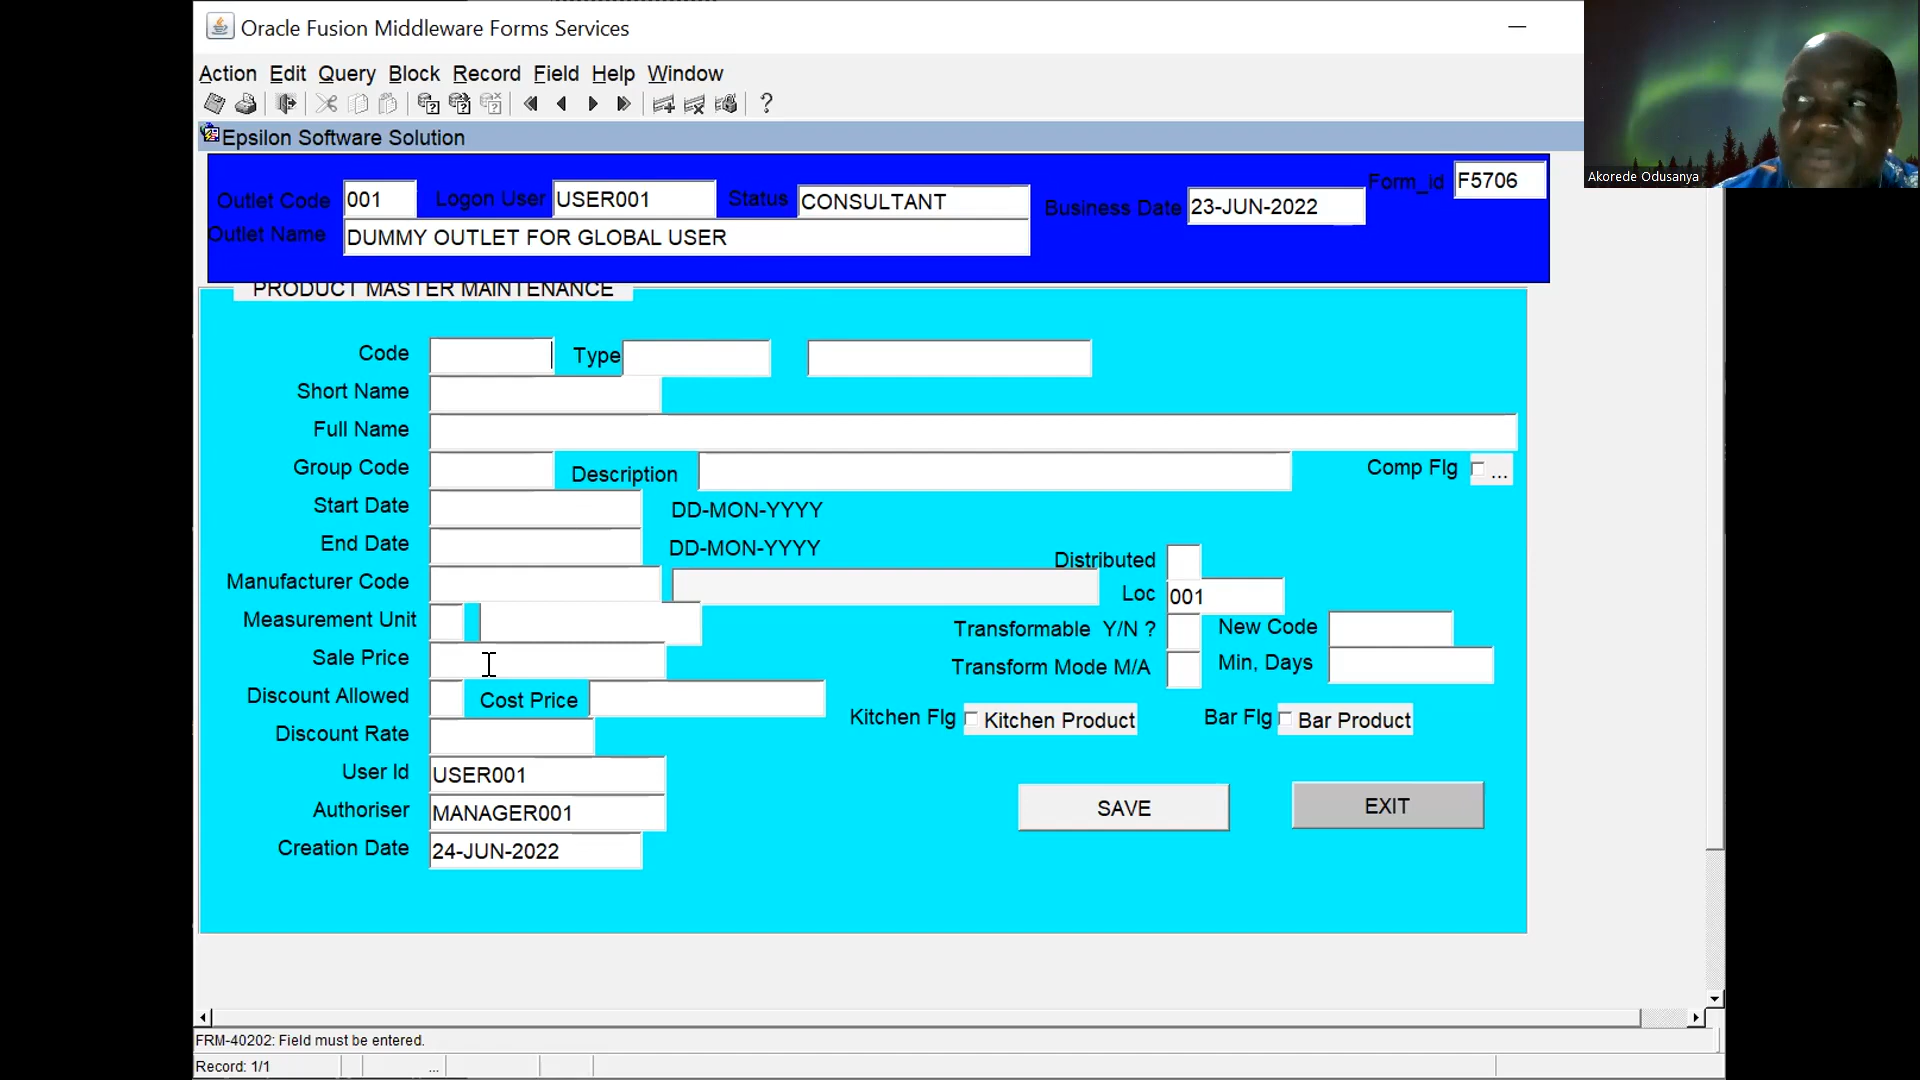 Oracle Fusion Middleware Forms Services
Action Edit Query Block Record Field Help Window
Epsilon Software Solution
Outlet Code 001 Logon User USER001 Status CONSULTANT Business Date 23-JUN-2022 Form_id F5706
Outlet Name DUMMY OUTLET FOR GLOBAL USER
Akorede Odusanya
PRODUCT MASTER MAINTENANCE
Code Type
Short Name
Full Name
Group Code Description Comp Flg ...
Start Date DD-MON-YYYY
End Date DD-MON-YYYY
Distributed
Manufacturer Code Loc 001
Measurement Unit Transformable Y/N ? New Code
Sale Price Transform Mode M/A Min, Days
Discount Allowed Cost Price
Kitchen Flg Kitchen Product Bar Flg Bar Product
Discount Rate
User Id USER001
Authoriser MANAGER001 SAVE EXIT
Creation Date 24-JUN-2022
FRM-40202: Field must be entered.
Record: 1/1 ...